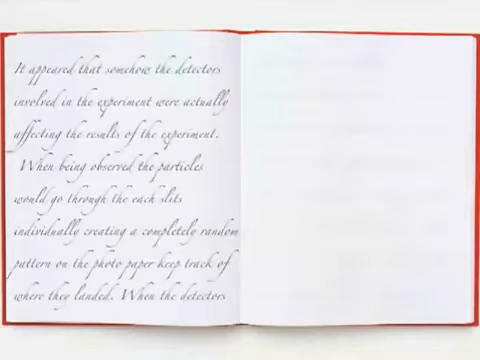 It appeared that somehow the detectors
involved in the experiment were actually
affecting the results of the experiment.
When being observed the particles
would go through the each slits
individually creating a completely random
pattern on the photo paper keep track of
where they landed. When the detectors